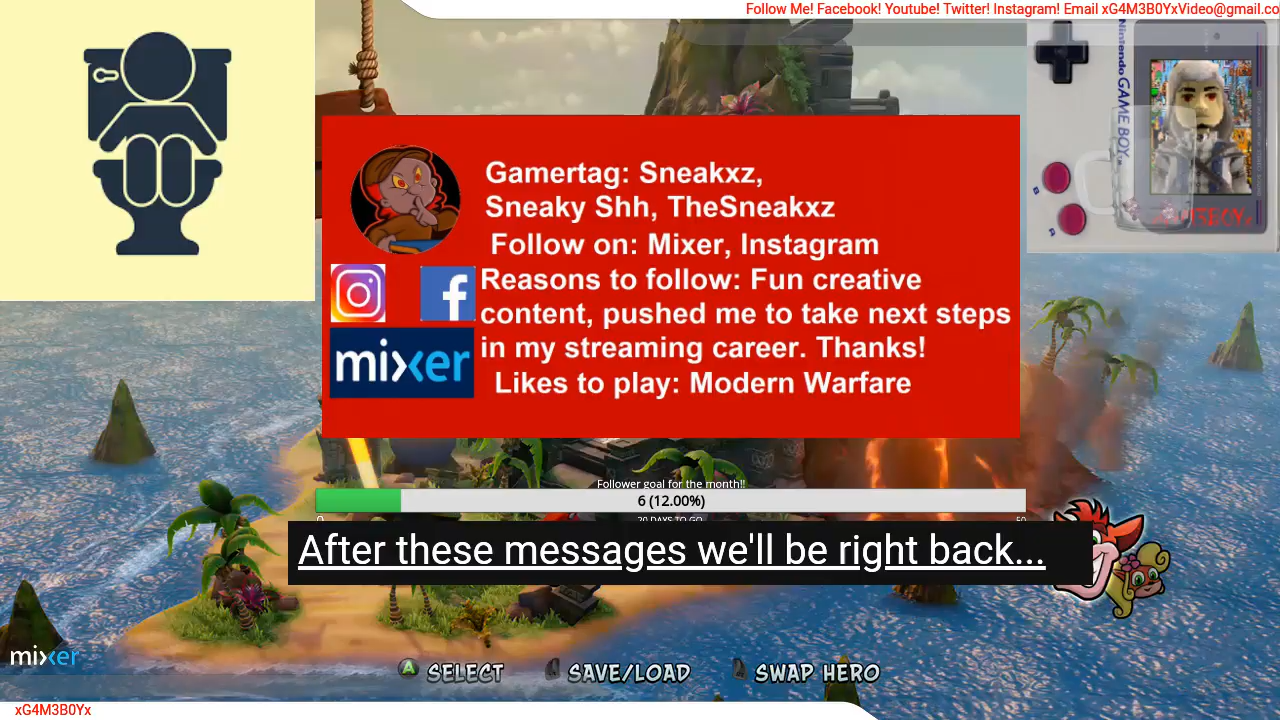 Follow Me! Facebook! Youtube! Twitter! Instagram! Email xG4M3B0YxVideo@gmail.co
Nintendo GAME BOY
Gamertag: Sneakxz,
Sneaky Shh, TheSneakxz
Follow on: Mixer, Instagram
Reasons to follow: Fun creative
content, pushed me to take next steps
in my streaming career. Thanks!
Likes to play: Modern Warfare
mixer
Follower goal for the month!!
6 (12.00%)
0
20 DAYS TO GO
50
After these messages we'll be right back...
mixer
A SELECT
SAVE/LOAD
SWAP HERO
xG4M3B0Yx